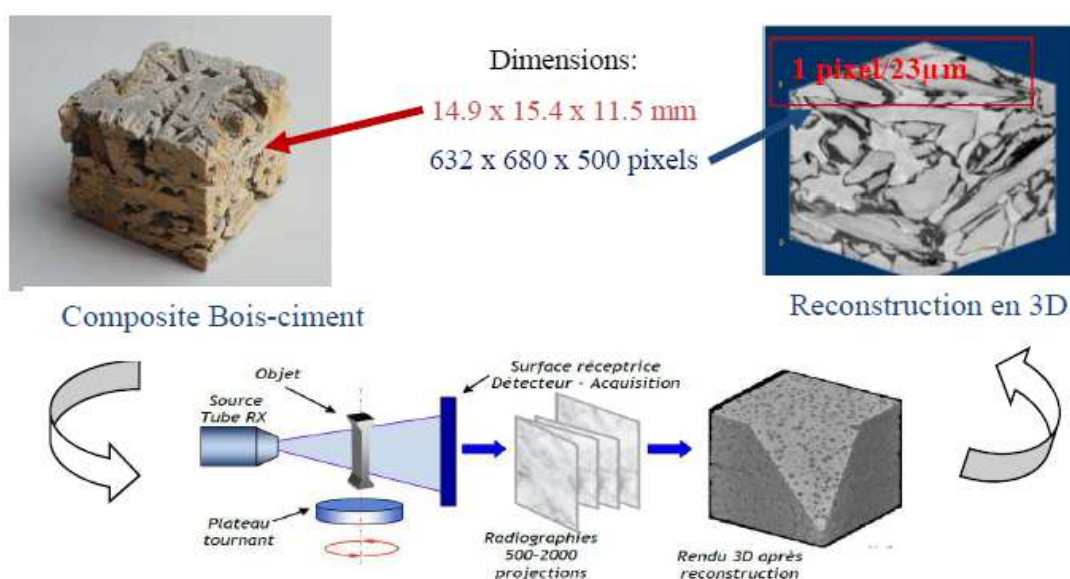 Dimensions:
14.9 x 15.4 x 11.5 mm
632 x 680 x 500 pixels
1 pixel/23µm
Composite Bois-ciment
Reconstruction en 3D
Objet
Source
Tube RX
Surface réceptrice
Détecteur - Acquisition
Plateau
tournant
Radiographies
500-2000
projections
Rendu 3D après
reconstruction